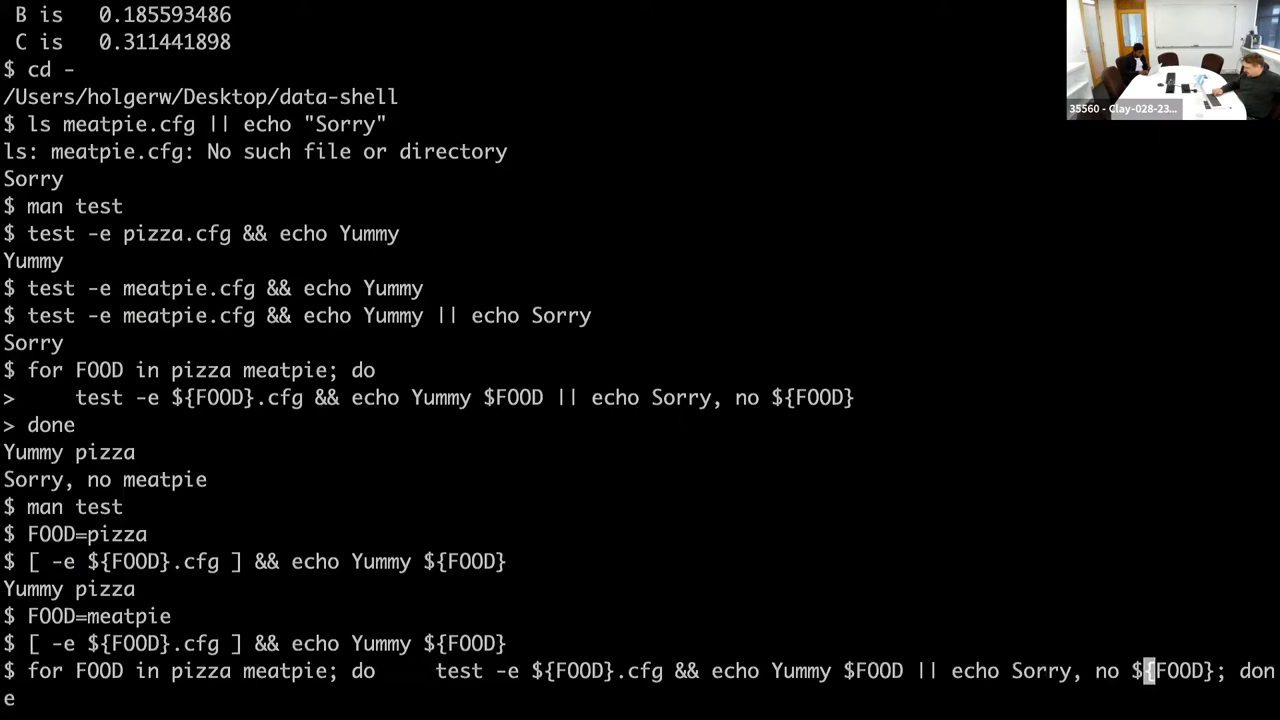 B is   0.185593486
C is   0.311441898
$ cd -
/Users/holgerw/Desktop/data-shell
$ ls meatpie.cfg || echo "Sorry"
ls: meatpie.cfg: No such file or directory
Sorry
$ man test
$ test -e pizza.cfg && echo Yummy
Yummy
$ test -e meatpie.cfg && echo Yummy
$ test -e meatpie.cfg && echo Yummy || echo Sorry
Sorry
$ for FOOD in pizza meatpie; do
>     test -e ${FOOD}.cfg && echo Yummy $FOOD || echo Sorry, no ${FOOD}
> done
Yummy pizza
Sorry, no meatpie
$ man test
$ FOOD=pizza
$ [ -e ${FOOD}.cfg ] && echo Yummy ${FOOD}
Yummy pizza
$ FOOD=meatpie
$ [ -e ${FOOD}.cfg ] && echo Yummy ${FOOD}
$ for FOOD in pizza meatpie; do     test -e ${FOOD}.cfg && echo Yummy $FOOD || echo Sorry, no ${FOOD}; don
e
35560 - Clay-028-23...